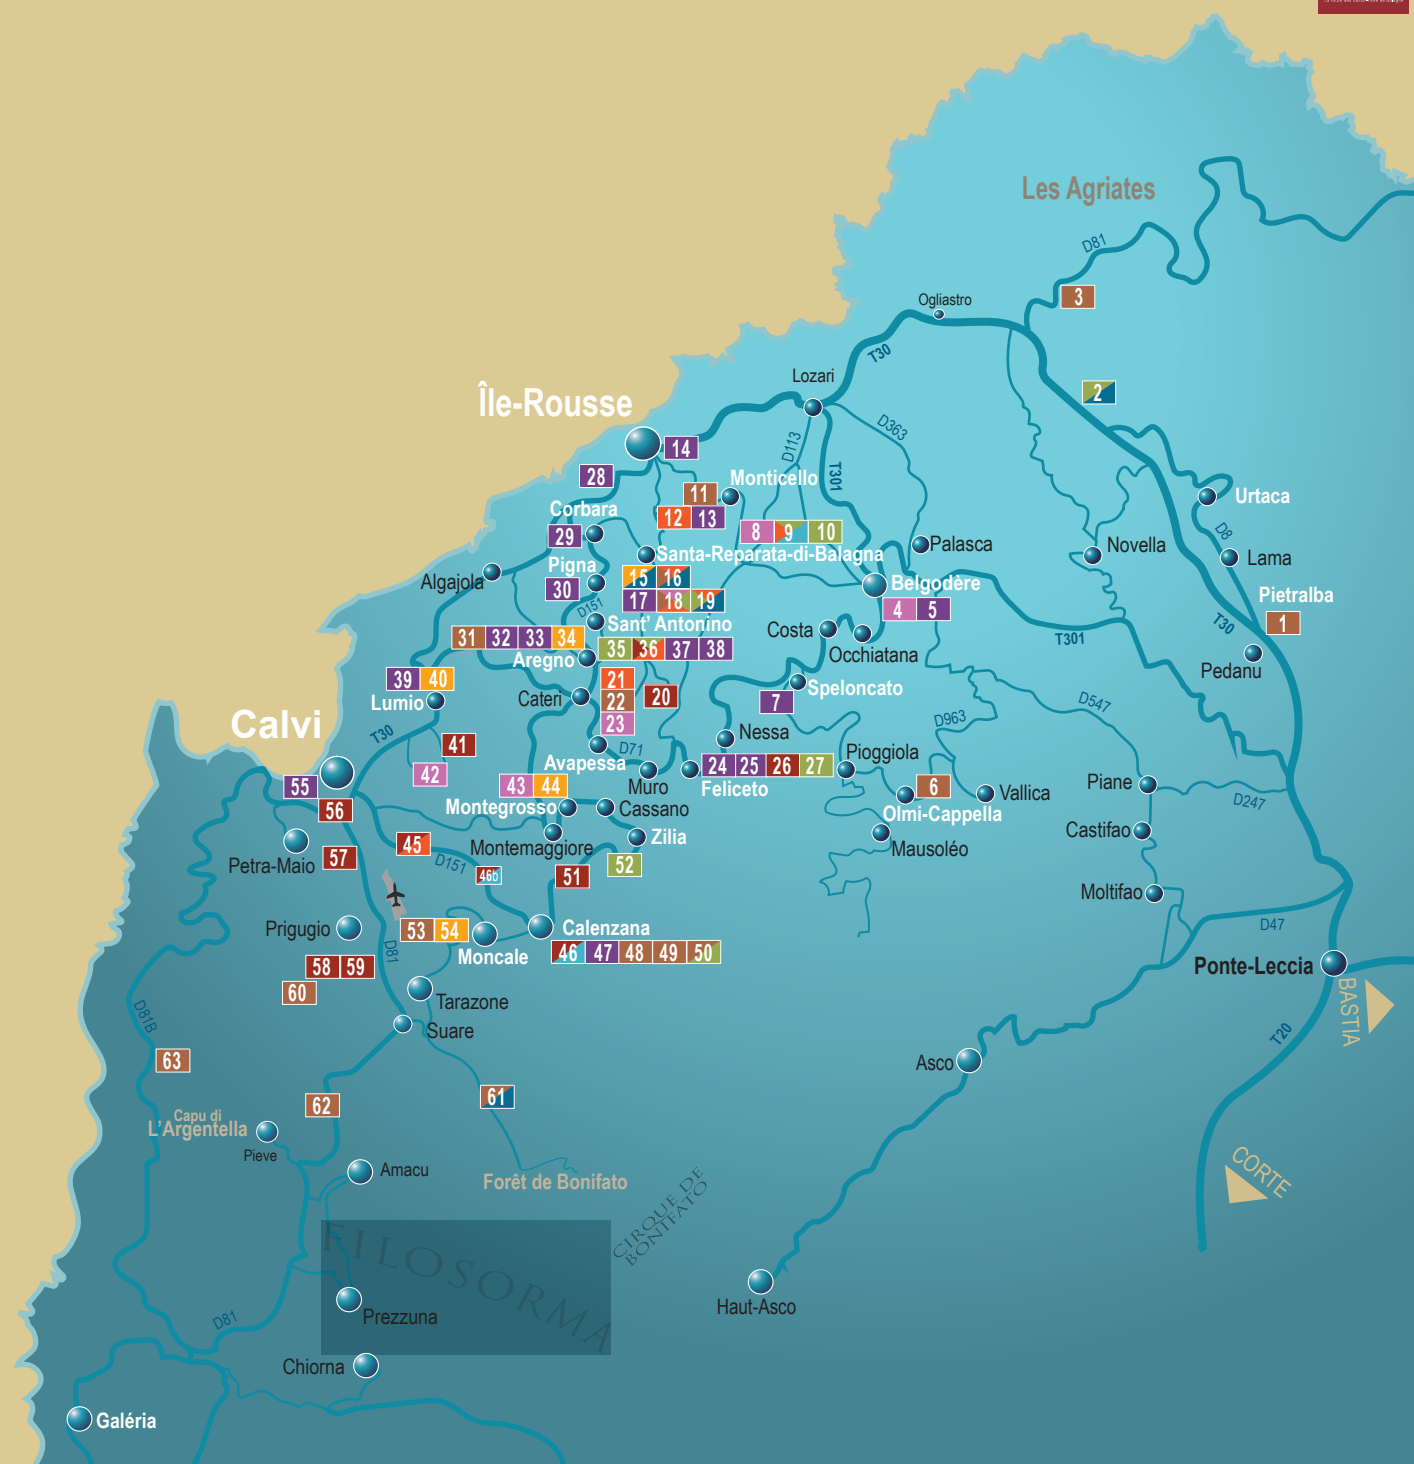 Les Agriates
D81
3
Ogliastro
T30
2
Lozari
Île-Rousse
14
D113
D363
28
T301
Monticello
11
12 13
Corbara
29
8 9 10
Urtaca
D8
Palasca
Novella
Lama
Santa-Reparata-di-Balagna
Pigna
30
15 16
17 18 19
Algajola
Belgodère
4 5
Pietralba
1
D151
Sant' Antonino
T30
T301
Costa
Occhiatana
Pedanu
31 32 33 34
35 36 37 38
Aregno
39 40
Lumio
21
22
23
20
Cateri
Speloncato
7
D547
D963
Calvi
T30
Nessa
41
42
Avapessa
D71
Muro
Pioggiola
24 25 26 27
Feliceto
6
Olmi-Cappella
Vallica
Piane
D247
55
56
43 44
Montegrosso
Cassano
Castifao
Mausoléo
Petra-Maio
57
45
D151
Montemaggiore
Zilia
52
46b
51
Moltifao
Prigugio
53 54
Moncale
Calenzana
46 47 48 49 50
D47
Ponte-Leccia
58 59
60
D81
BASTIA
Tarazone
Suare
D81B
T20
63
Asco
61
62
Capu di
L'Argentella
Pieve
Amacu
Forêt de Bonifato
CIRQUE DE
BONIFATO
CORTE
FILOSORMA
Prezzuna
Haut-Asco
D81
Chiorna
Galéria